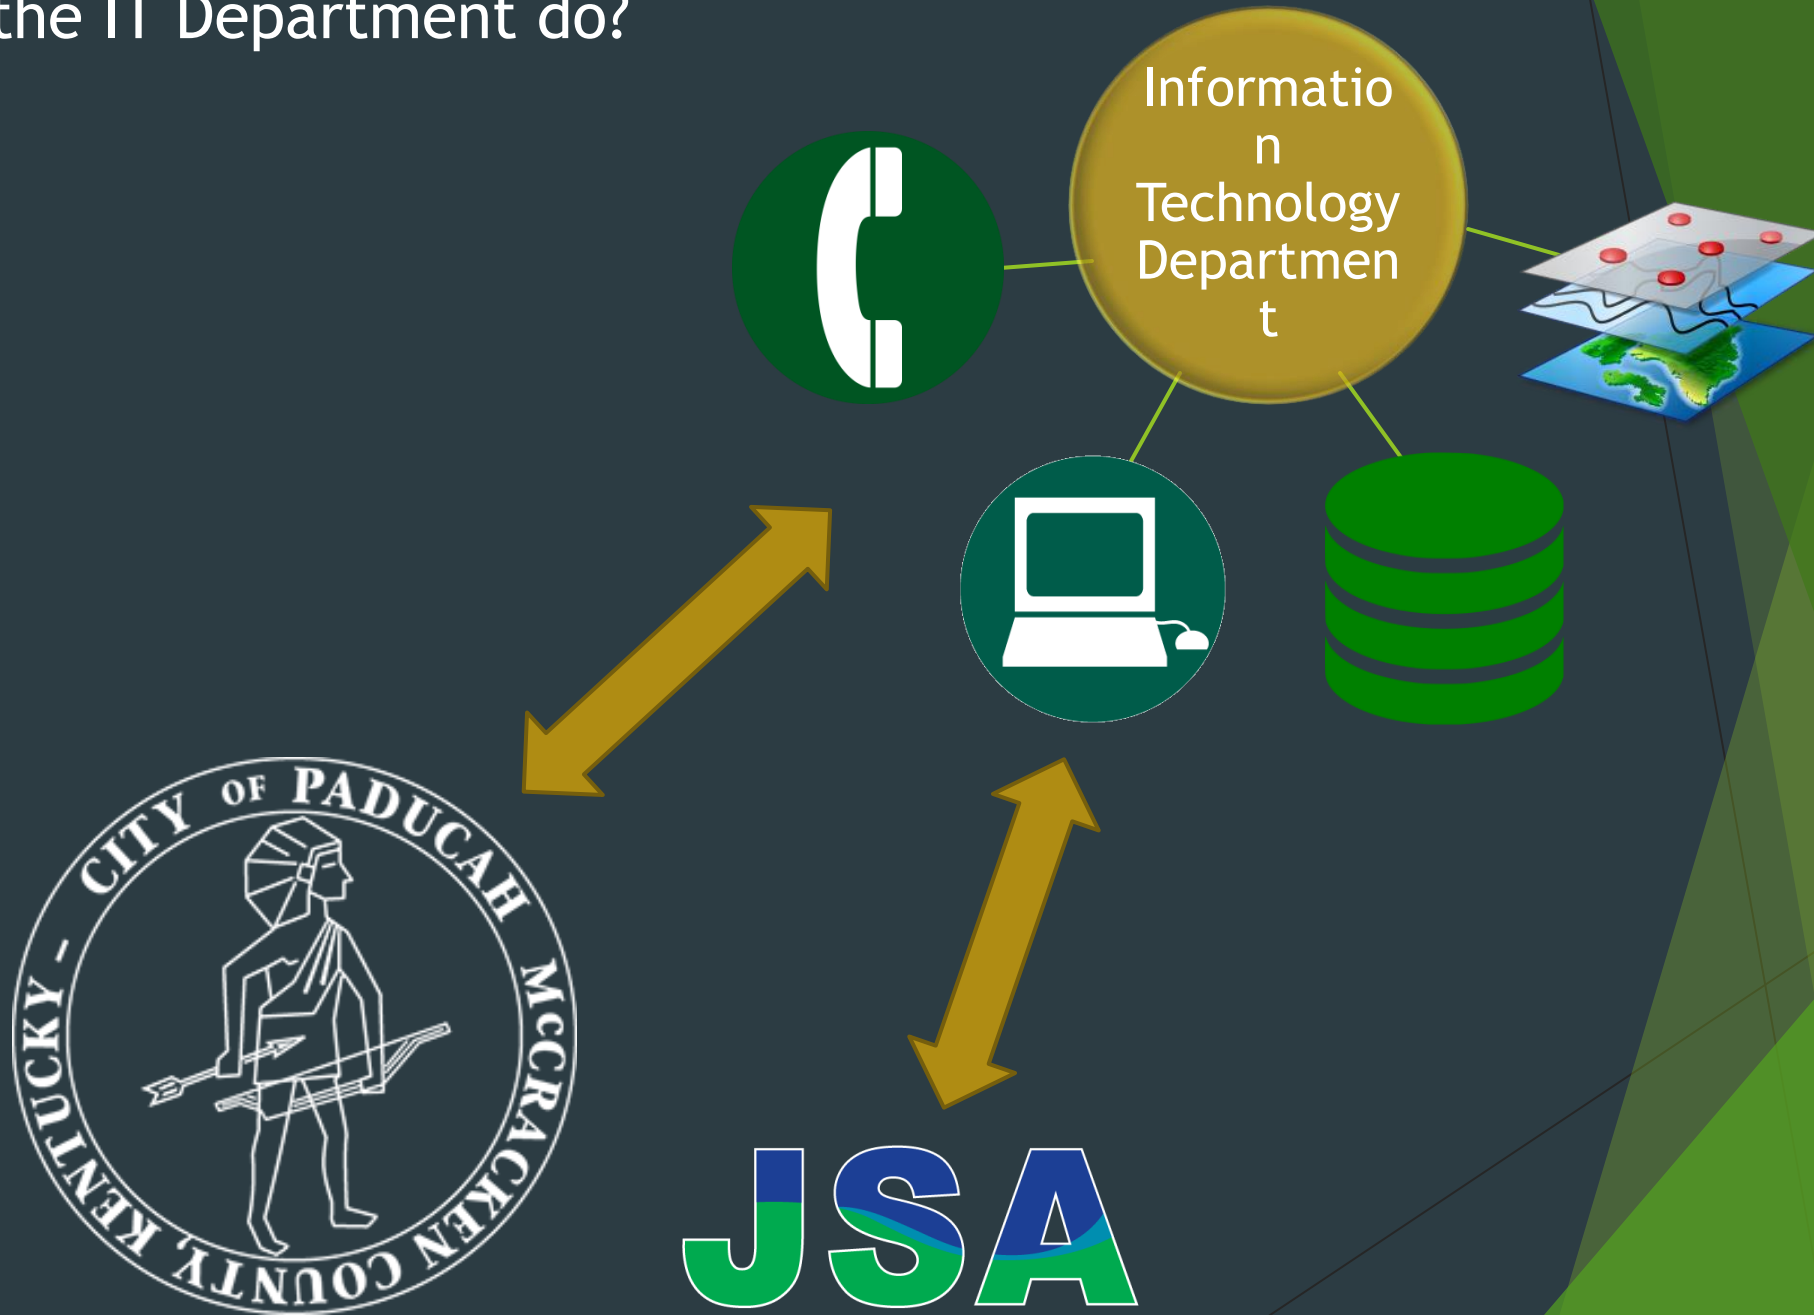 the IT Department do?
Informatio
n
Technology
Departmen
t
CITY OF PADUCAH MCCRACKEN COUNTY, KENTUCKY -
JSA